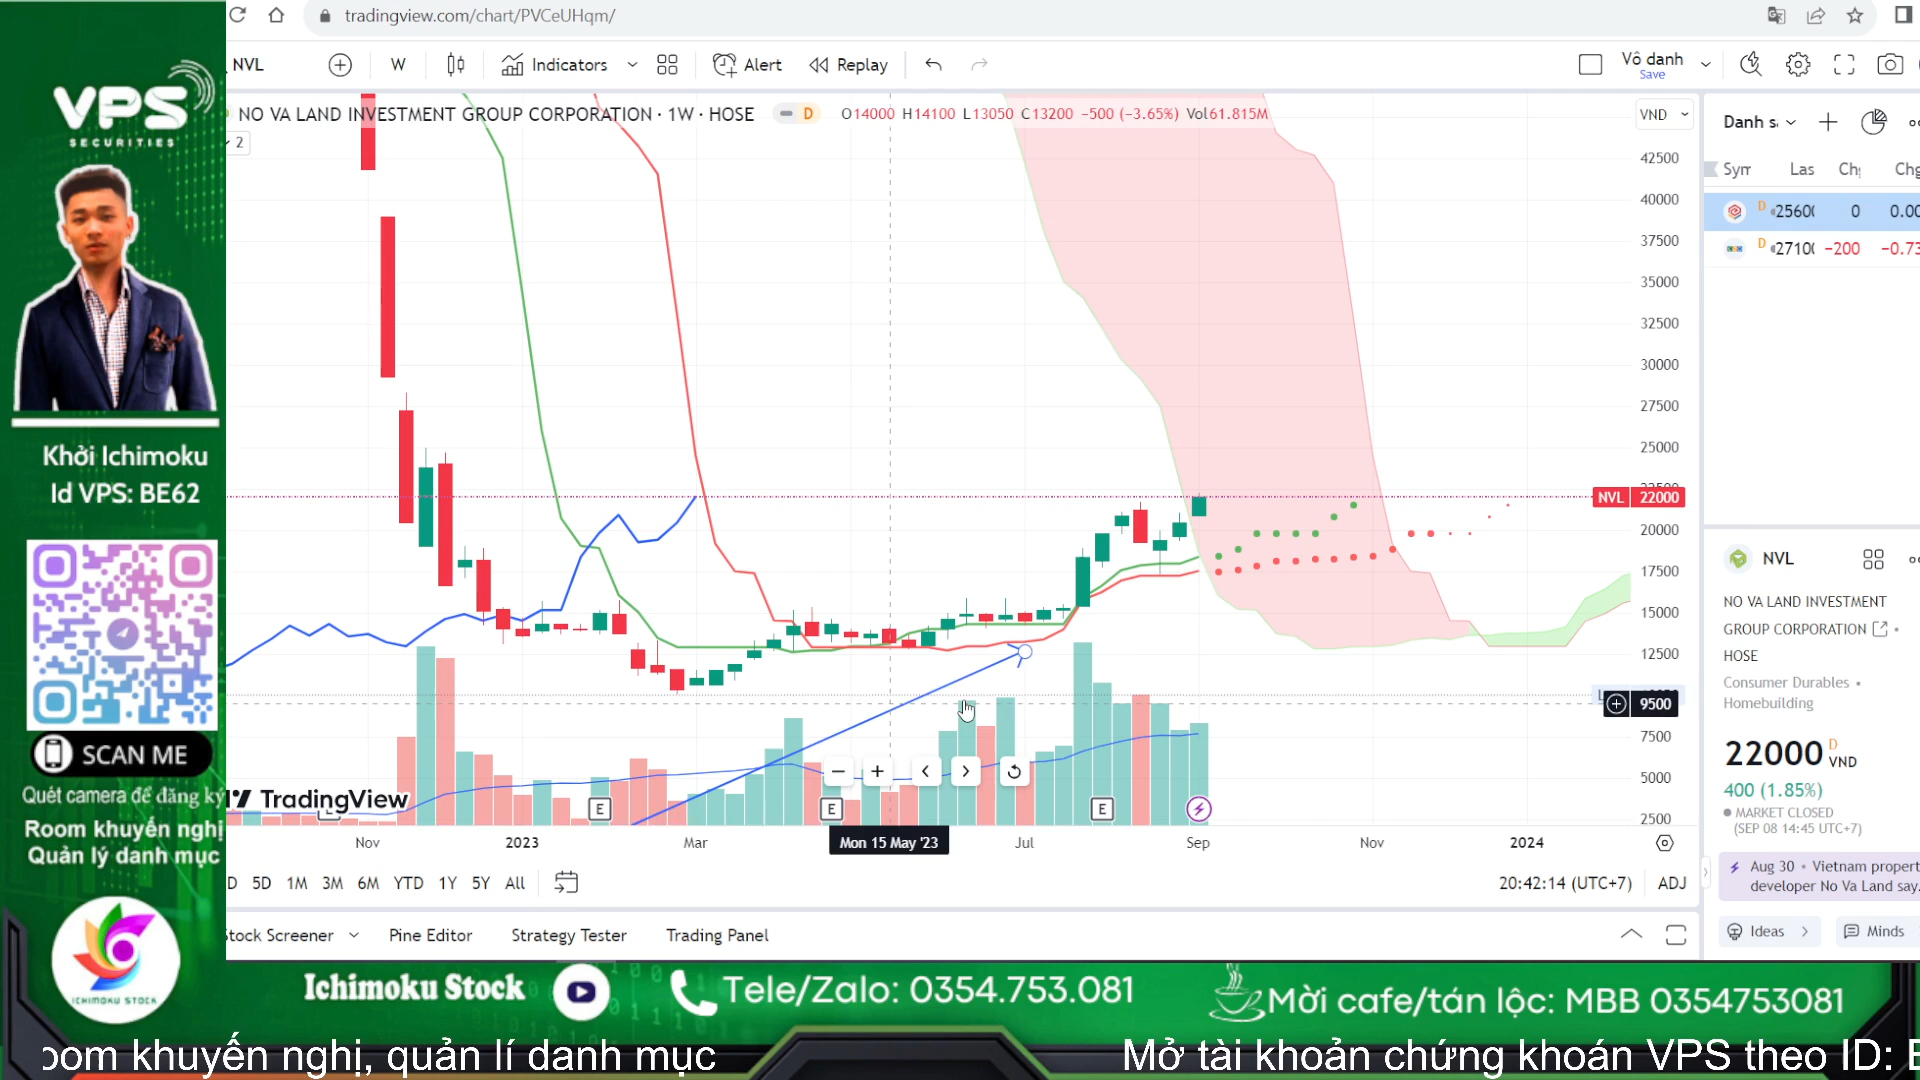 tradingview.com/chart/PVCeUHqm/
NVL
W
Indicators
Alert
Replay
Vô danh
Save
NO VA LAND INVESTMENT GROUP CORPORATION · 1W · HOSE
D
O14000 H14100 L13050 C13200 −500 (−3.65%) Vol61.815M
2
VND
42500
40000
37500
35000
32500
30000
27500
25000
NVL 22000
20000
17500
15000
12500
9500
7500
5000
2500
TradingView
E
E
E
Nov
2023
Mar
Mon 15 May '23
Jul
Sep
Nov
2024
5D
1M
3M
6M
YTD
1Y
5Y
All
20:42:14 (UTC+7)
ADJ
Stock Screener
Pine Editor
Strategy Tester
Trading Panel
Danh s
Sym
Las
Chg
Chg
D
2560
0
0.00
D
2710
−200
−0.73
NVL
NO VA LAND INVESTMENT
GROUP CORPORATION
HOSE
Consumer Durables •
Homebuilding
22000 D VND
400 (1.85%)
MARKET CLOSED
(SEP 08 14:45 UTC+7)
Aug 30 • Vietnam propert
developer No Va Land say.
Ideas
Minds
VPS
SECURITIES
Khởi Ichimoku
Id VPS: BE62
SCAN ME
Quét camera để đăng ký
Room khuyến nghị
Quản lý danh mục
ICHIMOKU STOCK
Ichimoku Stock
Tele/Zalo: 0354.753.081
Mời cafe/tán lộc: MBB 0354753081
oom khuyến nghị, quản lí danh mục
Mở tài khoản chứng khoán VPS theo ID: